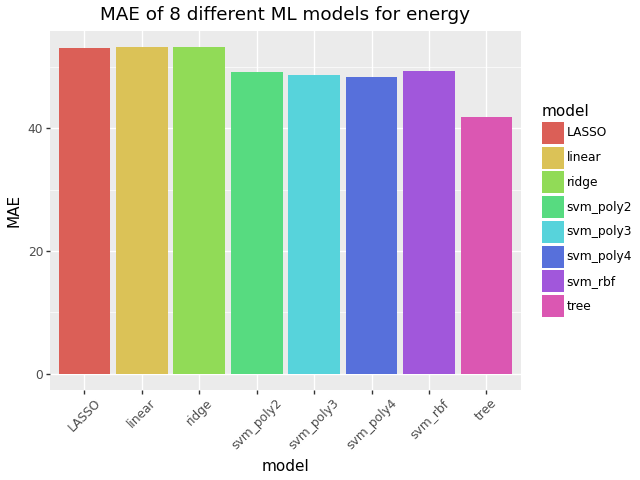 MAE of 8 different ML models for energy
MAE
40
20
0
LASSO
linear
ridge
svm_poly2
svm_poly3
svm_poly4
svm_rbf
tree
model
model
LASSO
linear
ridge
svm_poly2
svm_poly3
svm_poly4
svm_rbf
tree